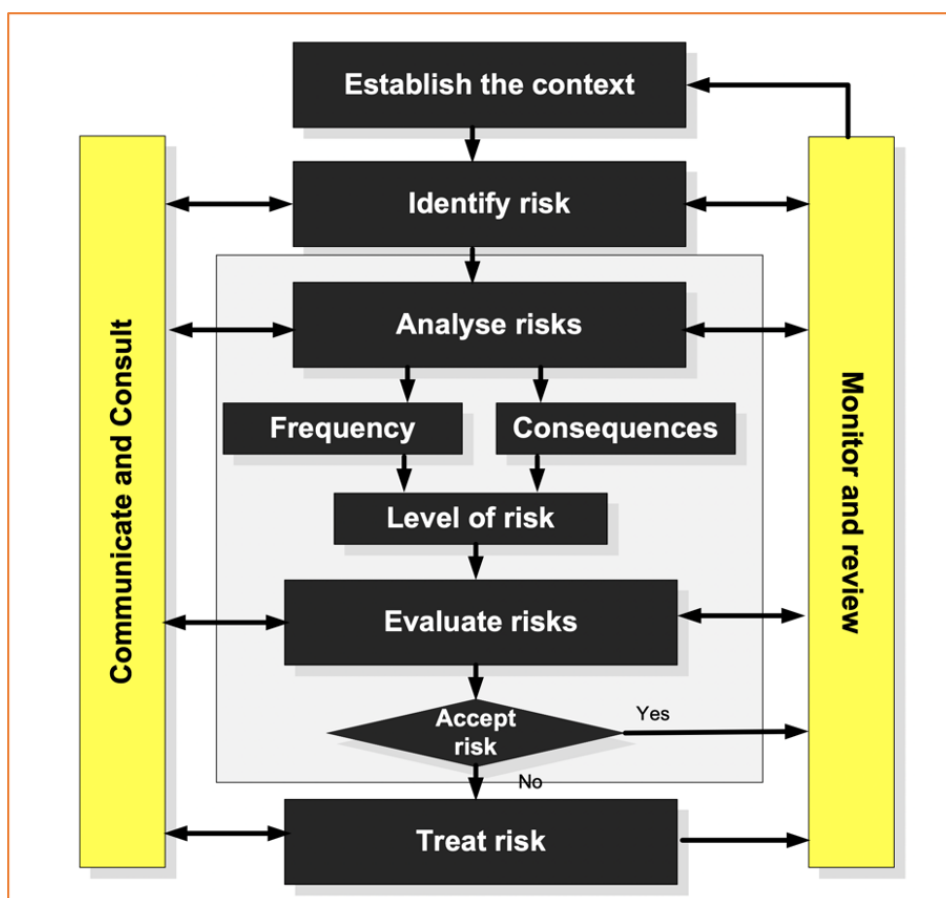 Establish the context
Identify risk
Analyse risks
Frequency
Consequences
Level of risk
Evaluate risks
Accept
risk
Yes
No
Treat risk
Communicate and Consult
Monitor and review